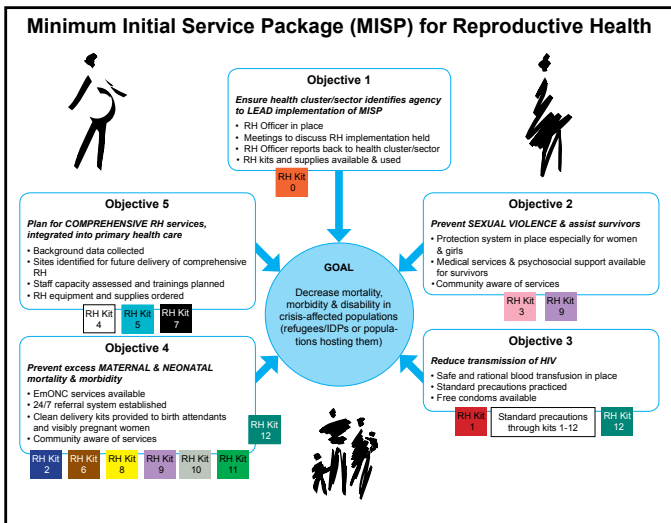 Minimum Initial Service Package (MISP) for Reproductive Health
Objective 1
Ensure health cluster/sector identifies agency
to LEAD implementation of MISP
• RH Officer in place
• Meetings to discuss RH implementation held
• RH Officer reports back to health cluster/sector
• RH kits and supplies available & used
RH Kit
0
Objective 5
Plan for COMPREHENSIVE RH services,
integrated into primary health care
• Background data collected
• Sites identified for future delivery of comprehensive
RH
• Staff capacity assessed and trainings planned
• RH equipment and supplies ordered
RH Kit
4
RH Kit
5
RH Kit
7
Objective 2
Prevent SEXUAL VIOLENCE & assist survivors
• Protection system in place especially for women
& girls
• Medical services & psychosocial support available
for survivors
• Community aware of services
RH Kit
3
RH Kit
9
GOAL
Decrease mortality,
morbidity & disability in
crisis-affected populations
(refugees/IDPs or popula-
tions hosting them)
Objective 4
Prevent excess MATERNAL & NEONATAL
mortality & morbidity
• EmONC services available
• 24/7 referral system established
• Clean delivery kits provided to birth attendants
and visibly pregnant women
• Community aware of services
RH Kit
12
RH Kit
2
RH Kit
6
RH Kit
8
RH Kit
9
RH Kit
10
RH Kit
11
Objective 3
Reduce transmission of HIV
• Safe and rational blood transfusion in place
• Standard precautions practiced
• Free condoms available
RH Kit
1
Standard precautions
through kits 1-12
RH Kit
12